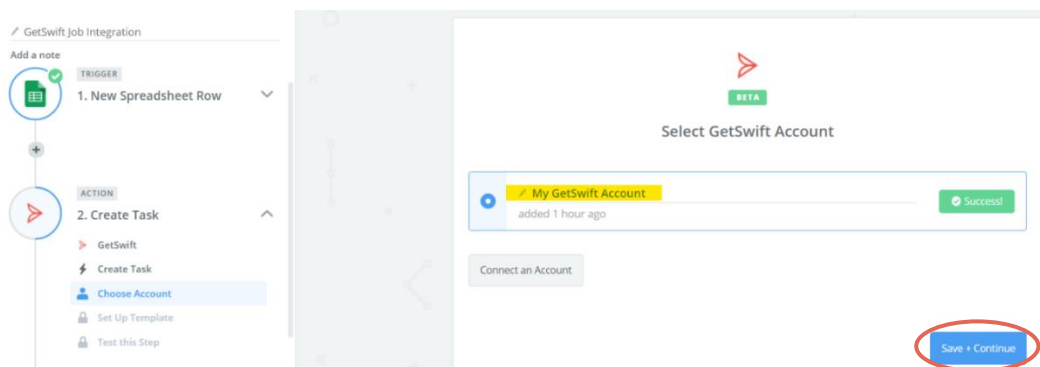 GetSwift Job Integration
Add a note
TRIGGER
1. New Spreadsheet Row
ACTION
2. Create Task
GetSwift
Create Task
Choose Account
Set Up Template
Test this Step
BETA
Select GetSwift Account
My GetSwift Account
added 1 hour ago
Success!
Connect an Account
Save + Continue